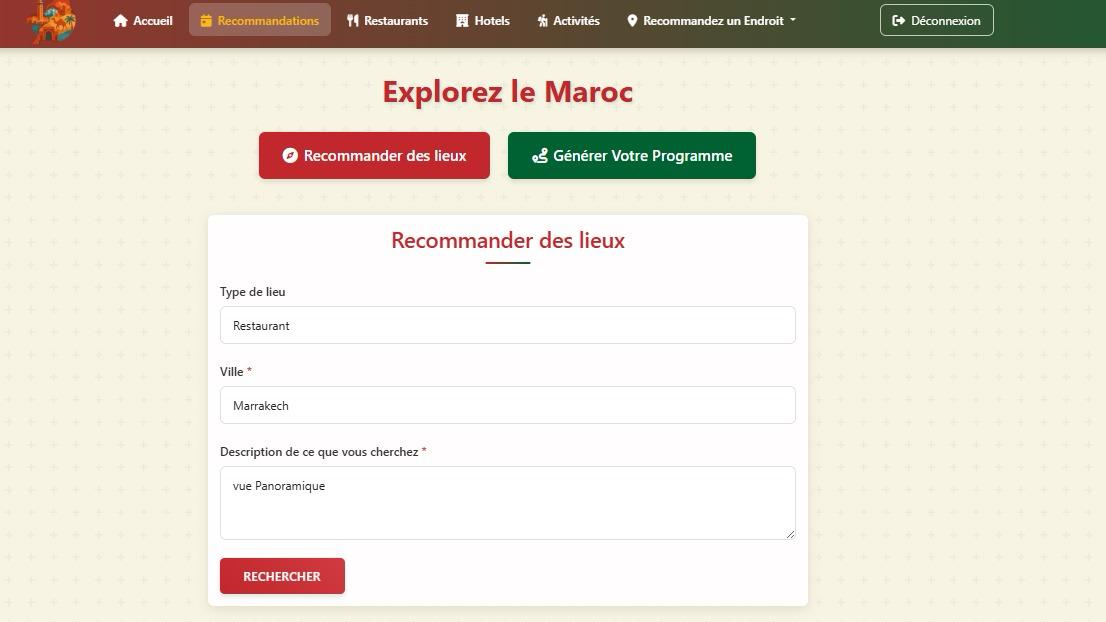 Accueil Recommandations Restaurants Hotels Activités Recommandez un Endroit Déconnexion
Explorez le Maroc
Recommander des lieux Générer Votre Programme
Recommander des lieux
Type de lieu
Restaurant
Ville *
Marrakech
Description de ce que vous cherchez *
vue Panoramique
RECHERCHER